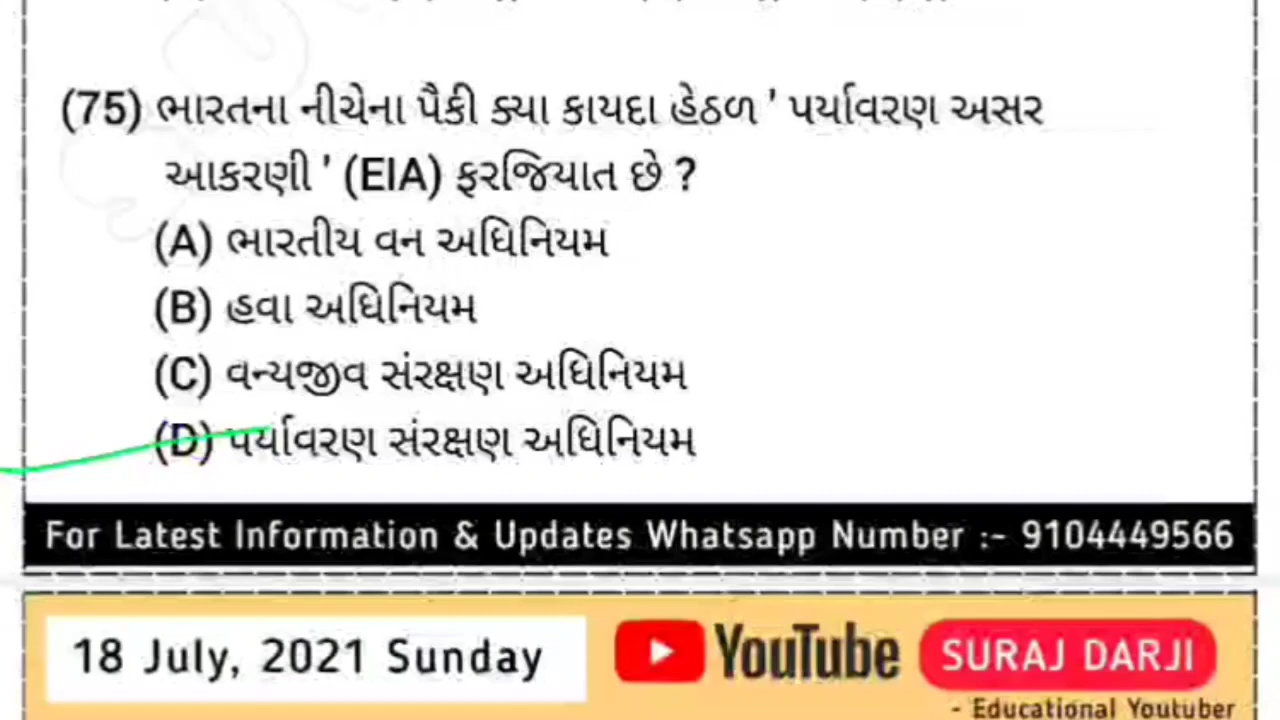 (75) ભારતના નીચેના પૈકી ક્યા કાયદા હેઠળ ' પર્યાવરણ અસર
આકરણી ' (EIA) ફરજિયાત છે ?
(A) ભારતીય વન અધિનિયમ
(B) હવા અધિનિયમ
(C) વન્યજીવ સંરક્ષણ અધિનિયમ
(D) પર્યાવરણ સંરક્ષણ અધિનિયમ
For Latest Information & Updates Whatsapp Number :- 9104449566
18 July, 2021 Sunday
YouTube
SURAJ DARJI
- Educational Youtuber